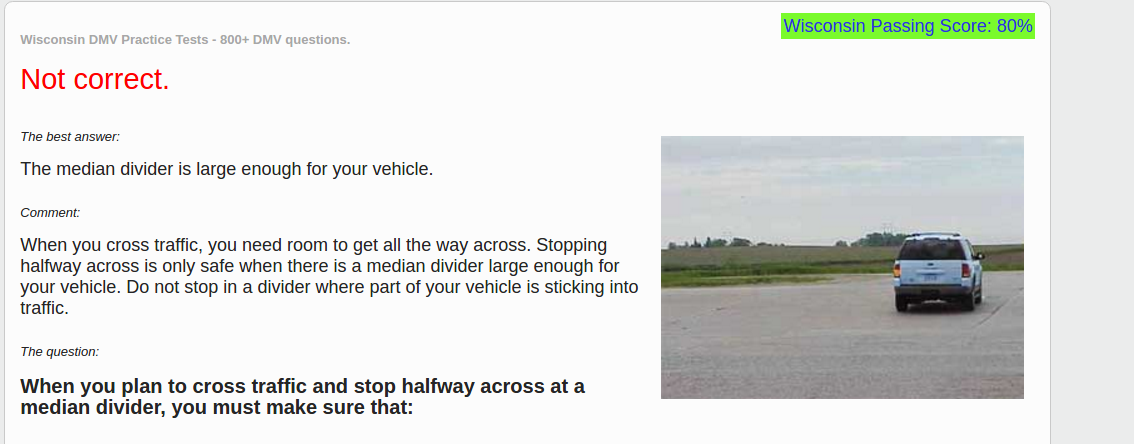 Wisconsin Passing Score: 80%
Wisconsin DMV Practice Tests - 800+ DMV questions.
Not correct.
The best answer:
The median divider is large enough for your vehicle.
Comment:
When you cross traffic, you need room to get all the way across. Stopping
halfway across is only safe when there is a median divider large enough for
your vehicle. Do not stop in a divider where part of your vehicle is sticking into
traffic.
The question:
When you plan to cross traffic and stop halfway across at a
median divider, you must make sure that: